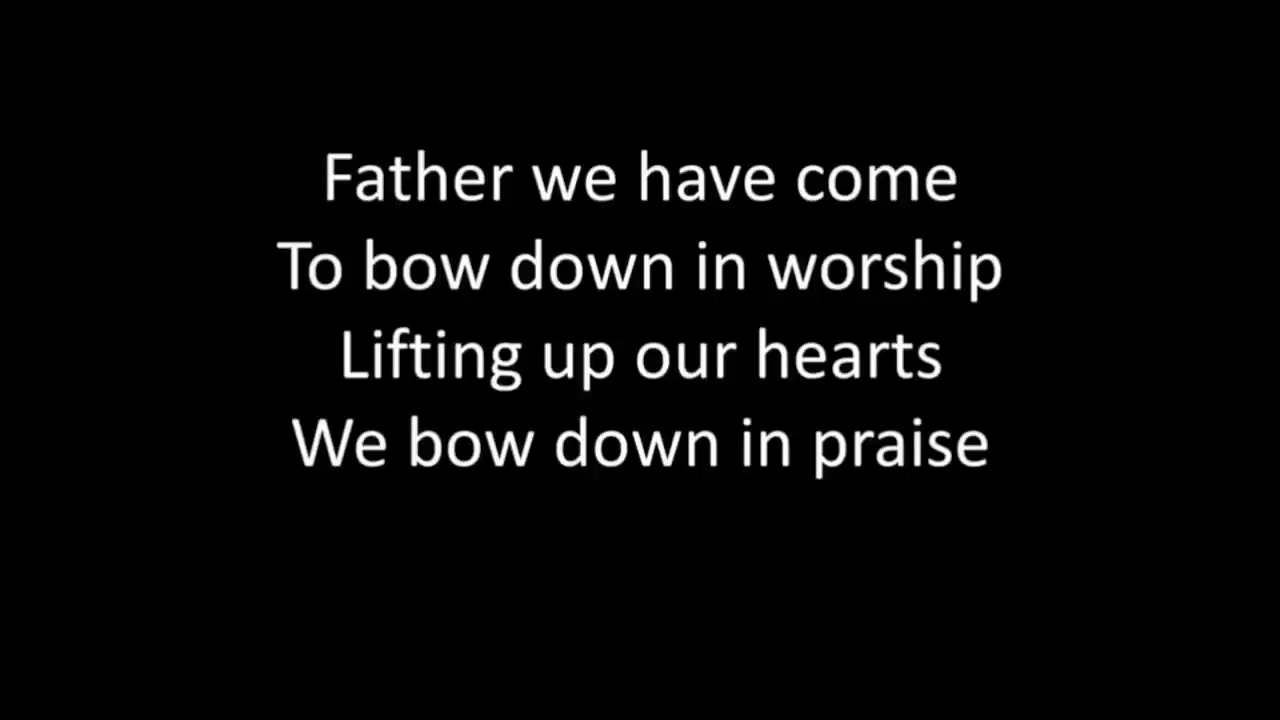 Father we have come
To bow down in worship
Lifting up our hearts
We bow down in praise